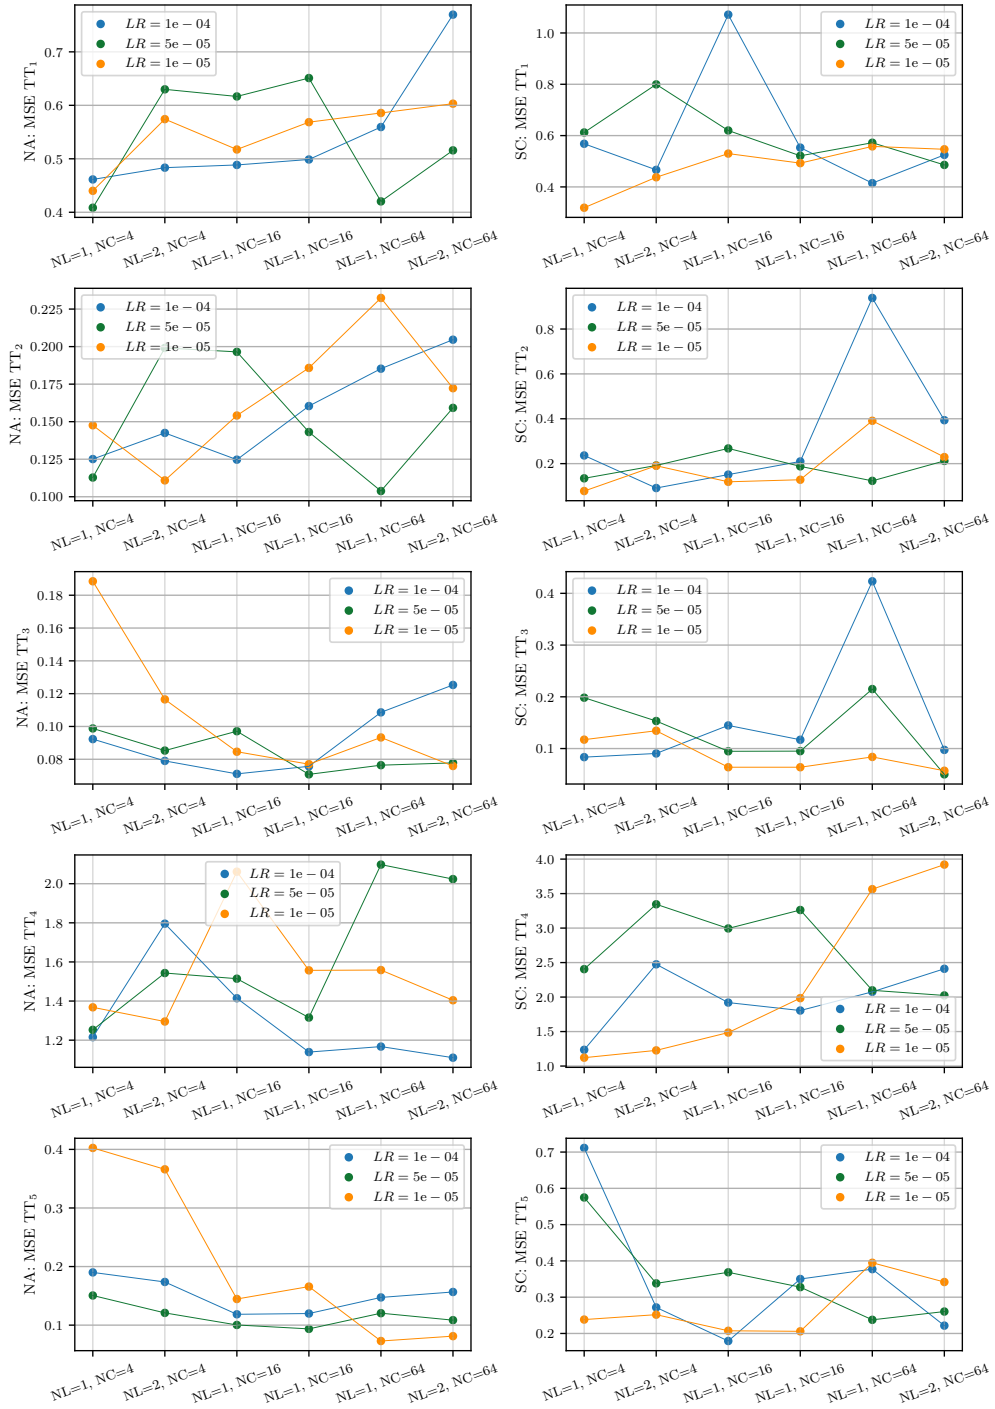 NA: MSE TT₁
0.7
0.6
0.5
0.4
LR = 1e − 04
LR = 5e − 05
LR = 1e − 05
NL=1, NC=4
NL=2, NC=4
NL=1, NC=16
NL=1, NC=16
NL=1, NC=64
NL=2, NC=64
SC: MSE TT₁
1.0
0.8
0.6
0.4
LR = 1e − 04
LR = 5e − 05
LR = 1e − 05
NL=1, NC=4
NL=2, NC=4
NL=1, NC=16
NL=1, NC=16
NL=1, NC=64
NL=2, NC=64
NA: MSE TT₂
0.225
0.200
0.175
0.150
0.125
0.100
LR = 1e − 04
LR = 5e − 05
LR = 1e − 05
NL=1, NC=4
NL=2, NC=4
NL=1, NC=16
NL=1, NC=16
NL=1, NC=64
NL=2, NC=64
SC: MSE TT₂
0.8
0.6
0.4
0.2
LR = 1e − 04
LR = 5e − 05
LR = 1e − 05
NL=1, NC=4
NL=2, NC=4
NL=1, NC=16
NL=1, NC=16
NL=1, NC=64
NL=2, NC=64
NA: MSE TT₃
0.18
0.16
0.14
0.12
0.10
0.08
LR = 1e − 04
LR = 5e − 05
LR = 1e − 05
NL=1, NC=4
NL=2, NC=4
NL=1, NC=16
NL=1, NC=16
NL=1, NC=64
NL=2, NC=64
SC: MSE TT₃
0.4
0.3
0.2
0.1
LR = 1e − 04
LR = 5e − 05
LR = 1e − 05
NL=1, NC=4
NL=2, NC=4
NL=1, NC=16
NL=1, NC=16
NL=1, NC=64
NL=2, NC=64
NA: MSE TT₄
2.0
1.8
1.6
1.4
1.2
LR = 1e − 04
LR = 5e − 05
LR = 1e − 05
NL=1, NC=4
NL=2, NC=4
NL=1, NC=16
NL=1, NC=16
NL=1, NC=64
NL=2, NC=64
SC: MSE TT₄
4.0
3.5
3.0
2.5
2.0
1.5
1.0
LR = 1e − 04
LR = 5e − 05
LR = 1e − 05
NL=1, NC=4
NL=2, NC=4
NL=1, NC=16
NL=1, NC=16
NL=1, NC=64
NL=2, NC=64
NA: MSE TT₅
0.4
0.3
0.2
0.1
LR = 1e − 04
LR = 5e − 05
LR = 1e − 05
NL=1, NC=4
NL=2, NC=4
NL=1, NC=16
NL=1, NC=16
NL=1, NC=64
NL=2, NC=64
SC: MSE TT₅
0.7
0.6
0.5
0.4
0.3
0.2
LR = 1e − 04
LR = 5e − 05
LR = 1e − 05
NL=1, NC=4
NL=2, NC=4
NL=1, NC=16
NL=1, NC=16
NL=1, NC=64
NL=2, NC=64